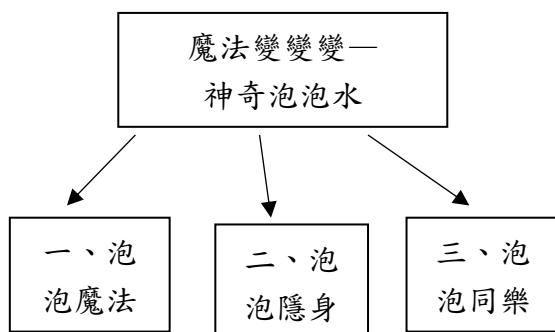 魔法變變變—
神奇泡泡水
一、泡
泡魔法
二、泡
泡隱身
三、泡
泡同樂